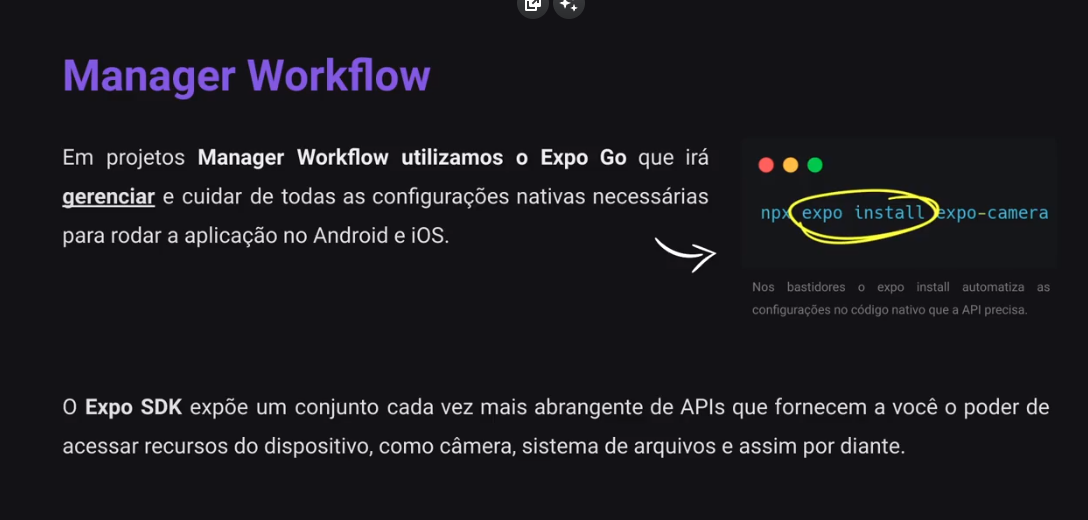 Manager Workflow
Em projetos Manager Workflow utilizamos o Expo Go que irá
gerenciar e cuidar de todas as configurações nativas necessárias
para rodar a aplicação no Android e iOS.
npx expo install expo-camera
Nos bastidores o expo install automatiza as
configurações no código nativo que a API precisa.
O Expo SDK expõe um conjunto cada vez mais abrangente de APIs que fornecem a você o poder de
acessar recursos do dispositivo, como câmera, sistema de arquivos e assim por diante.